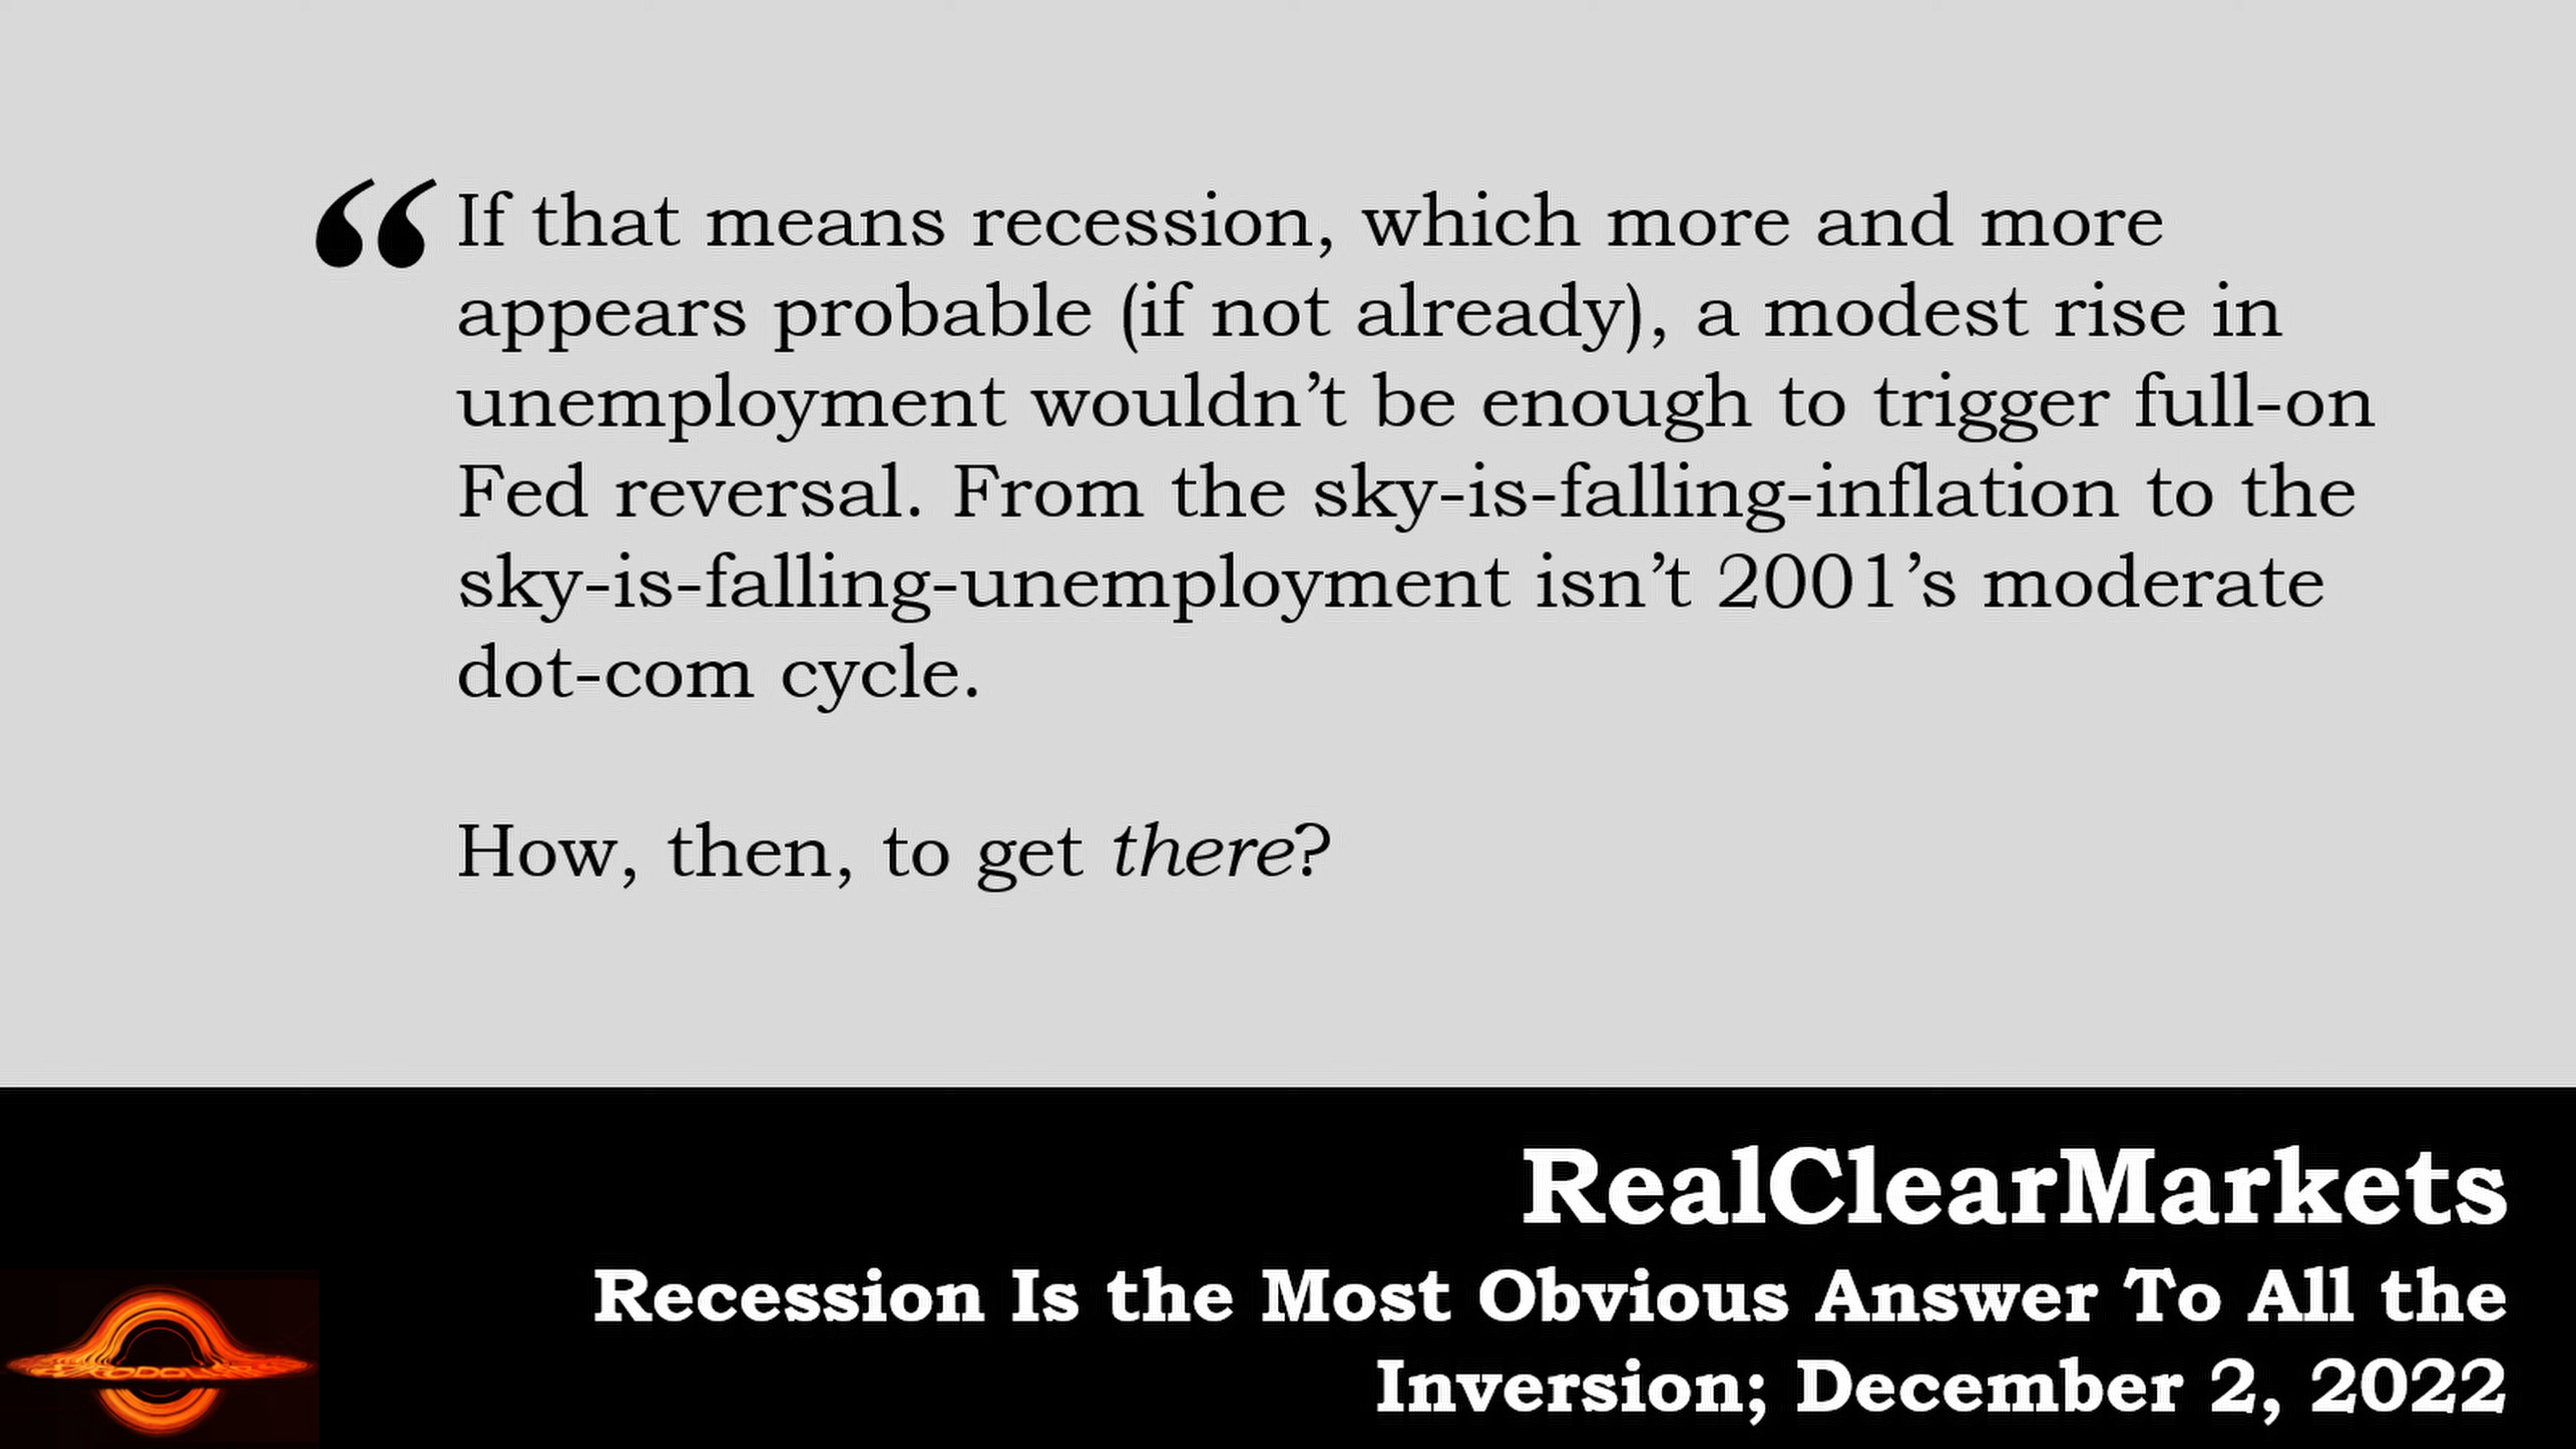 “If that means recession, which more and more
appears probable (if not already), a modest rise in
unemployment wouldn’t be enough to trigger full-on
Fed reversal. From the sky-is-falling-inflation to the
sky-is-falling-unemployment isn’t 2001’s moderate
dot-com cycle.
How, then, to get there?
RealClearMarkets
Recession Is the Most Obvious Answer To All the
Inversion; December 2, 2022